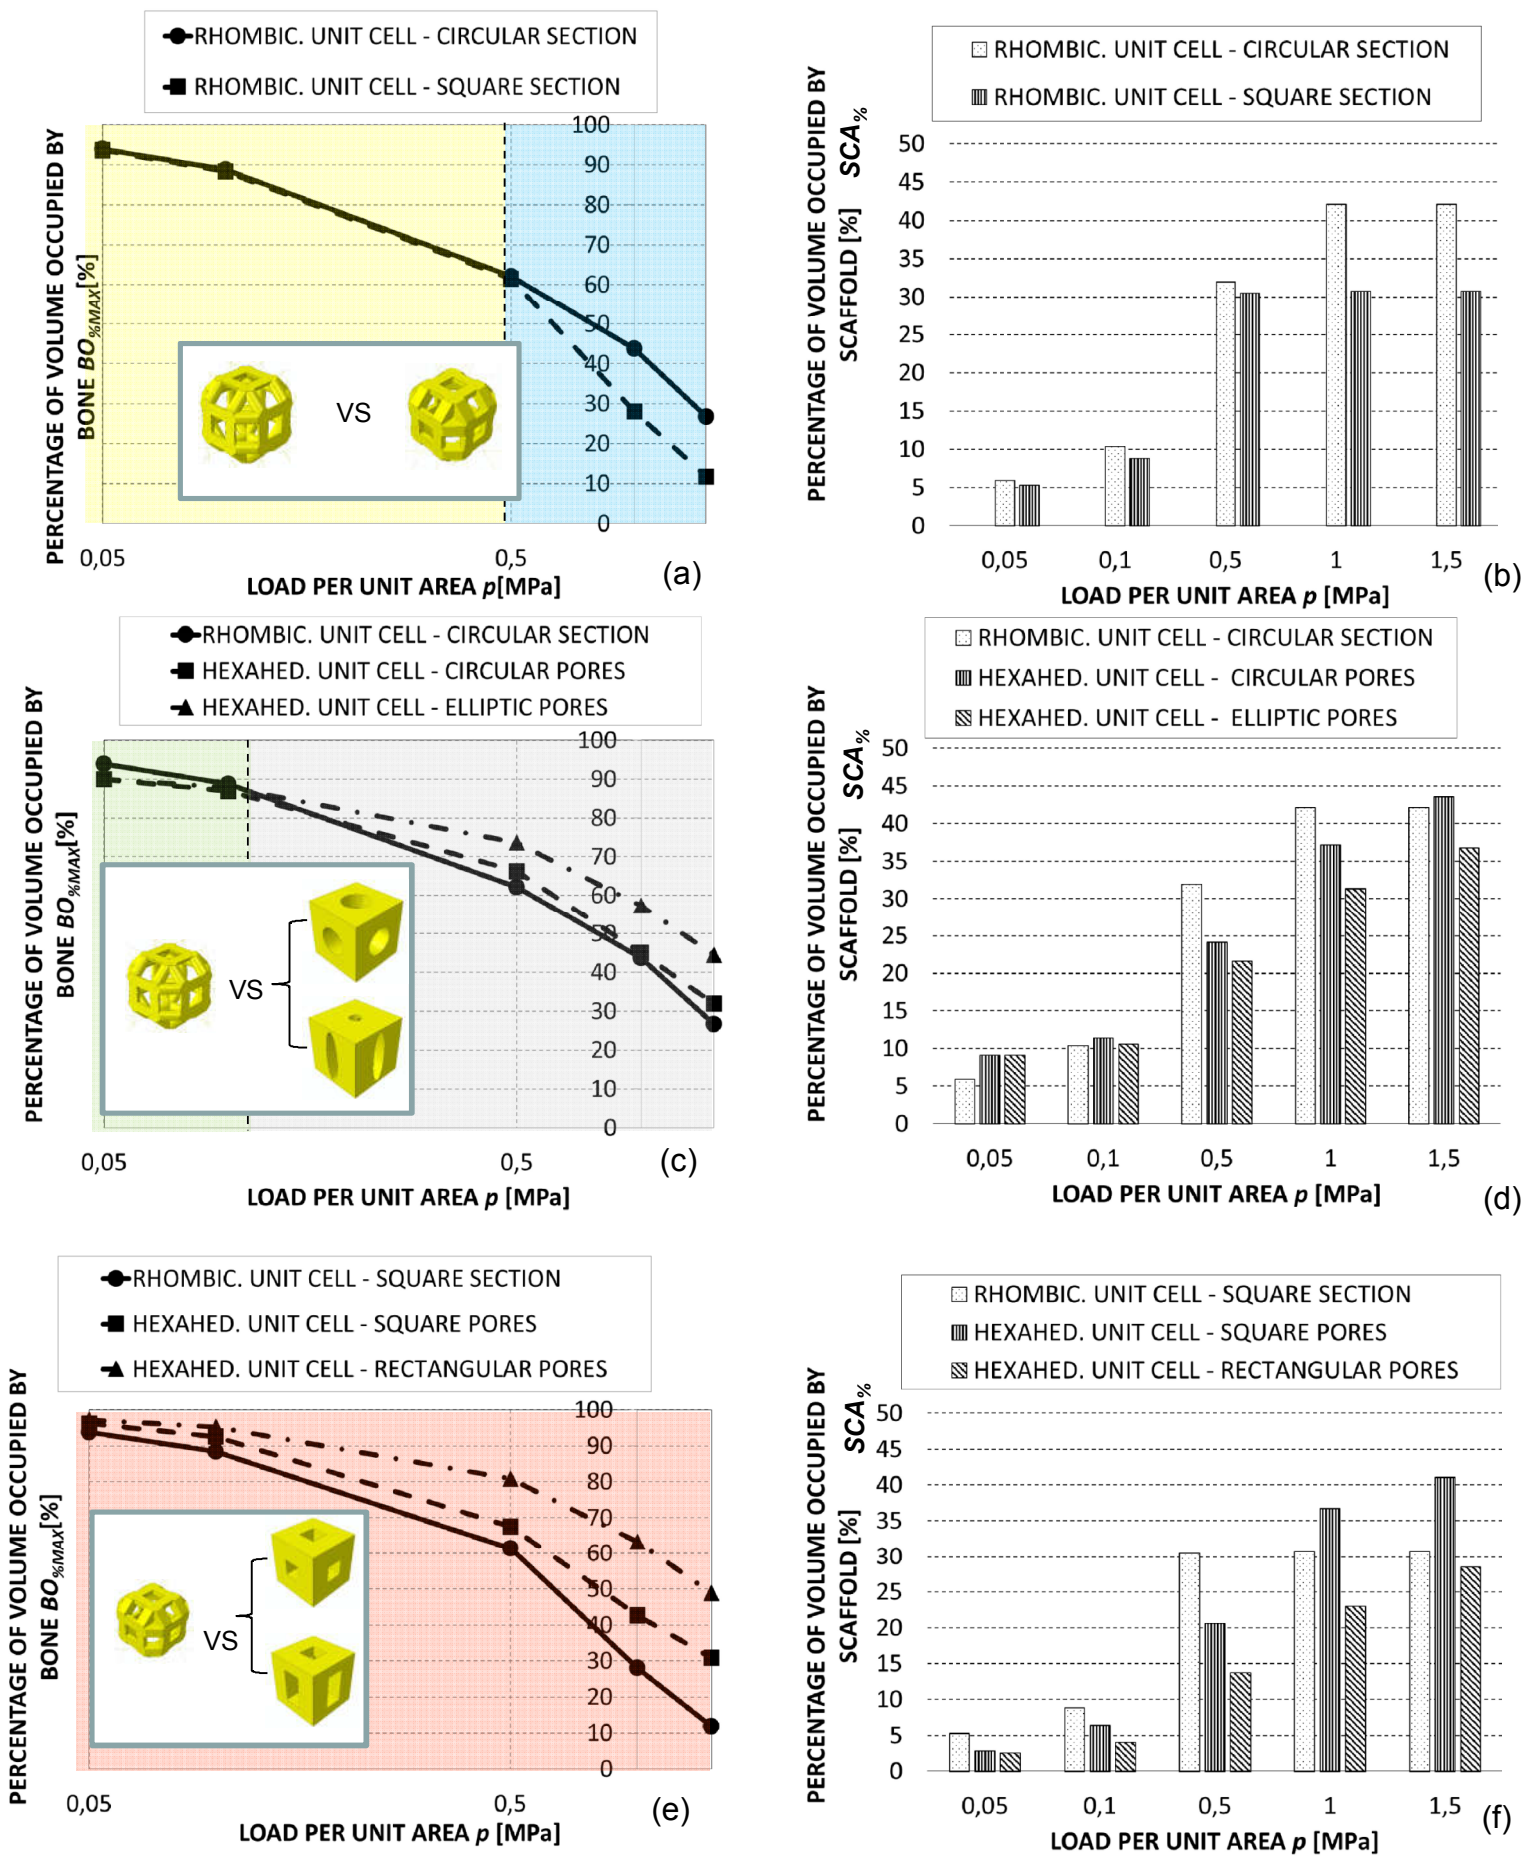 RHOMBIC. UNIT CELL - CIRCULAR SECTION
RHOMBIC. UNIT CELL - SQUARE SECTION
PERCENTAGE OF VOLUME OCCUPIED BY
BONE BO%MAX[%]
100
90
80
70
60
50
40
30
20
10
0
VS
0,05
0,5
LOAD PER UNIT AREA p[MPa]
(a)
RHOMBIC. UNIT CELL - CIRCULAR SECTION
RHOMBIC. UNIT CELL - SQUARE SECTION
PERCENTAGE OF VOLUME OCCUPIED BY
SCAFFOLD [%] SCA%
50
45
40
35
30
25
20
15
10
5
0
0,05
0,1
0,5
1
1,5
LOAD PER UNIT AREA p [MPa]
(b)
RHOMBIC. UNIT CELL - CIRCULAR SECTION
HEXAHED. UNIT CELL - CIRCULAR PORES
HEXAHED. UNIT CELL - ELLIPTIC PORES
PERCENTAGE OF VOLUME OCCUPIED BY
BONE BO%MAX[%]
100
90
80
70
60
50
40
30
20
10
0
VS
0,05
0,5
LOAD PER UNIT AREA p [MPa]
(c)
RHOMBIC. UNIT CELL - CIRCULAR SECTION
HEXAHED. UNIT CELL - CIRCULAR PORES
HEXAHED. UNIT CELL - ELLIPTIC PORES
PERCENTAGE OF VOLUME OCCUPIED BY
SCAFFOLD [%] SCA%
50
45
40
35
30
25
20
15
10
5
0
0,05
0,1
0,5
1
1,5
LOAD PER UNIT AREA p [MPa]
(d)
RHOMBIC. UNIT CELL - SQUARE SECTION
HEXAHED. UNIT CELL - SQUARE PORES
HEXAHED. UNIT CELL - RECTANGULAR PORES
PERCENTAGE OF VOLUME OCCUPIED BY
BONE BO%MAX[%]
100
90
80
70
60
50
40
30
20
10
0
VS
0,05
0,5
LOAD PER UNIT AREA p [MPa]
(e)
RHOMBIC. UNIT CELL - SQUARE SECTION
HEXAHED. UNIT CELL - SQUARE PORES
HEXAHED. UNIT CELL - RECTANGULAR PORES
PERCENTAGE OF VOLUME OCCUPIED BY
SCAFFOLD [%] SCA%
50
45
40
35
30
25
20
15
10
5
0
0,05
0,1
0,5
1
1,5
LOAD PER UNIT AREA p [MPa]
(f)